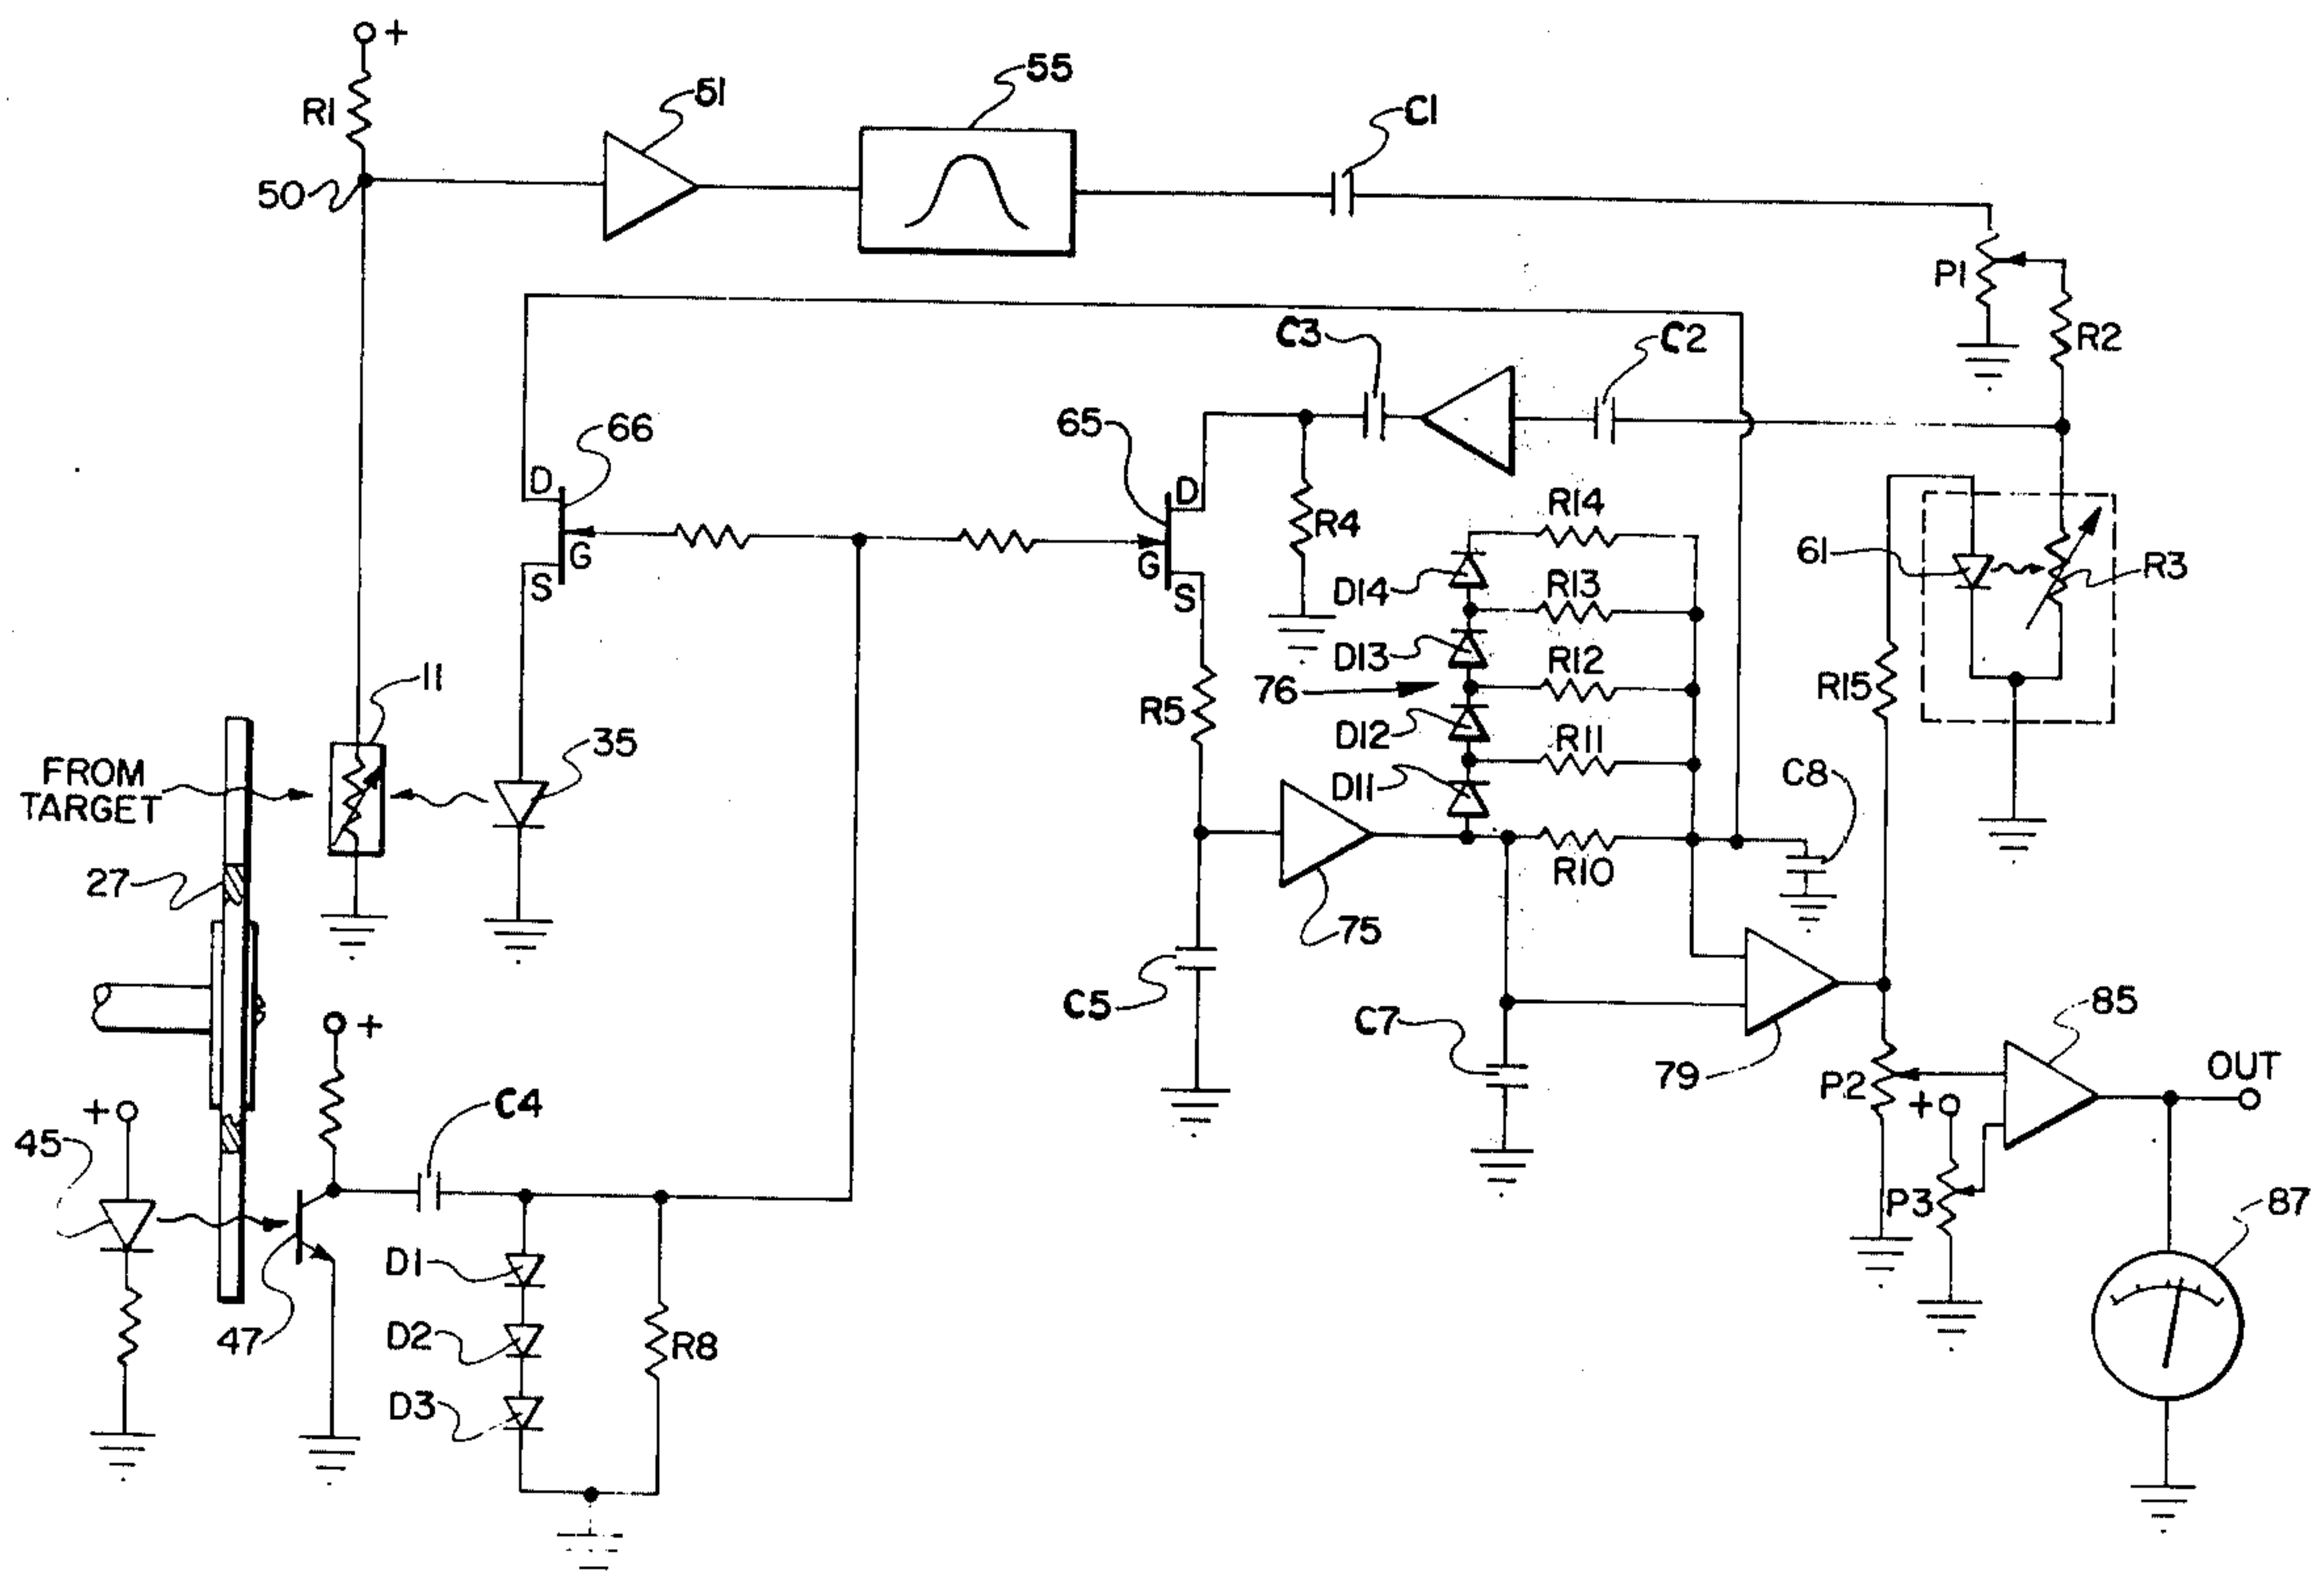 +
R1
50
51
55
C1
P1
R2
C3
C2
66
65
D
G
S
D
G
S
R4
R14
D14
R13
D13
R12
76
D12
R11
D11
R10
61
R3
R15
R5
11
35
FROM
TARGET
27
C8
75
C5
C7
79
+
+
45
47
C4
D1
D2
D3
R8
P2
+
P3
85
OUT
87